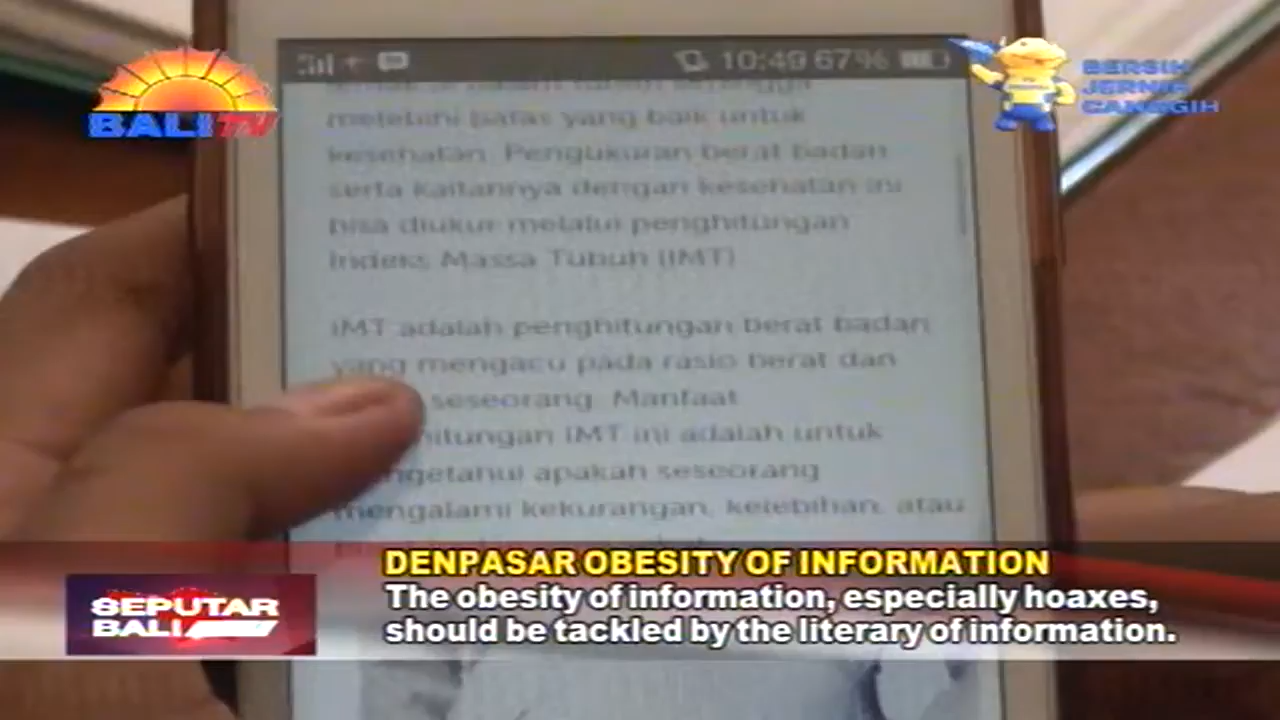 BALI TV
BERSIH
JERNIH
CANGGIH
10:49 67%
melebihi batas yang baik untuk
kesehatan. Pengukuran berat badan
serta kaitannya dengan kesehatan ini
bisa diukur melalui penghitungan
Indeks Massa Tubuh (IMT)
IMT adalah penghitungan berat badan
yang mengacu pada rasio berat dan
seseorang. Manfaat
hitungan IMT ini adalah untuk
ngetahui apakah seseorang
mengalami kekurangan, kelebihan, atau
DENPASAR OBESITY OF INFORMATION
The obesity of information, especially hoaxes,
should be tackled by the literary of information.
SEPUTAR
BALI